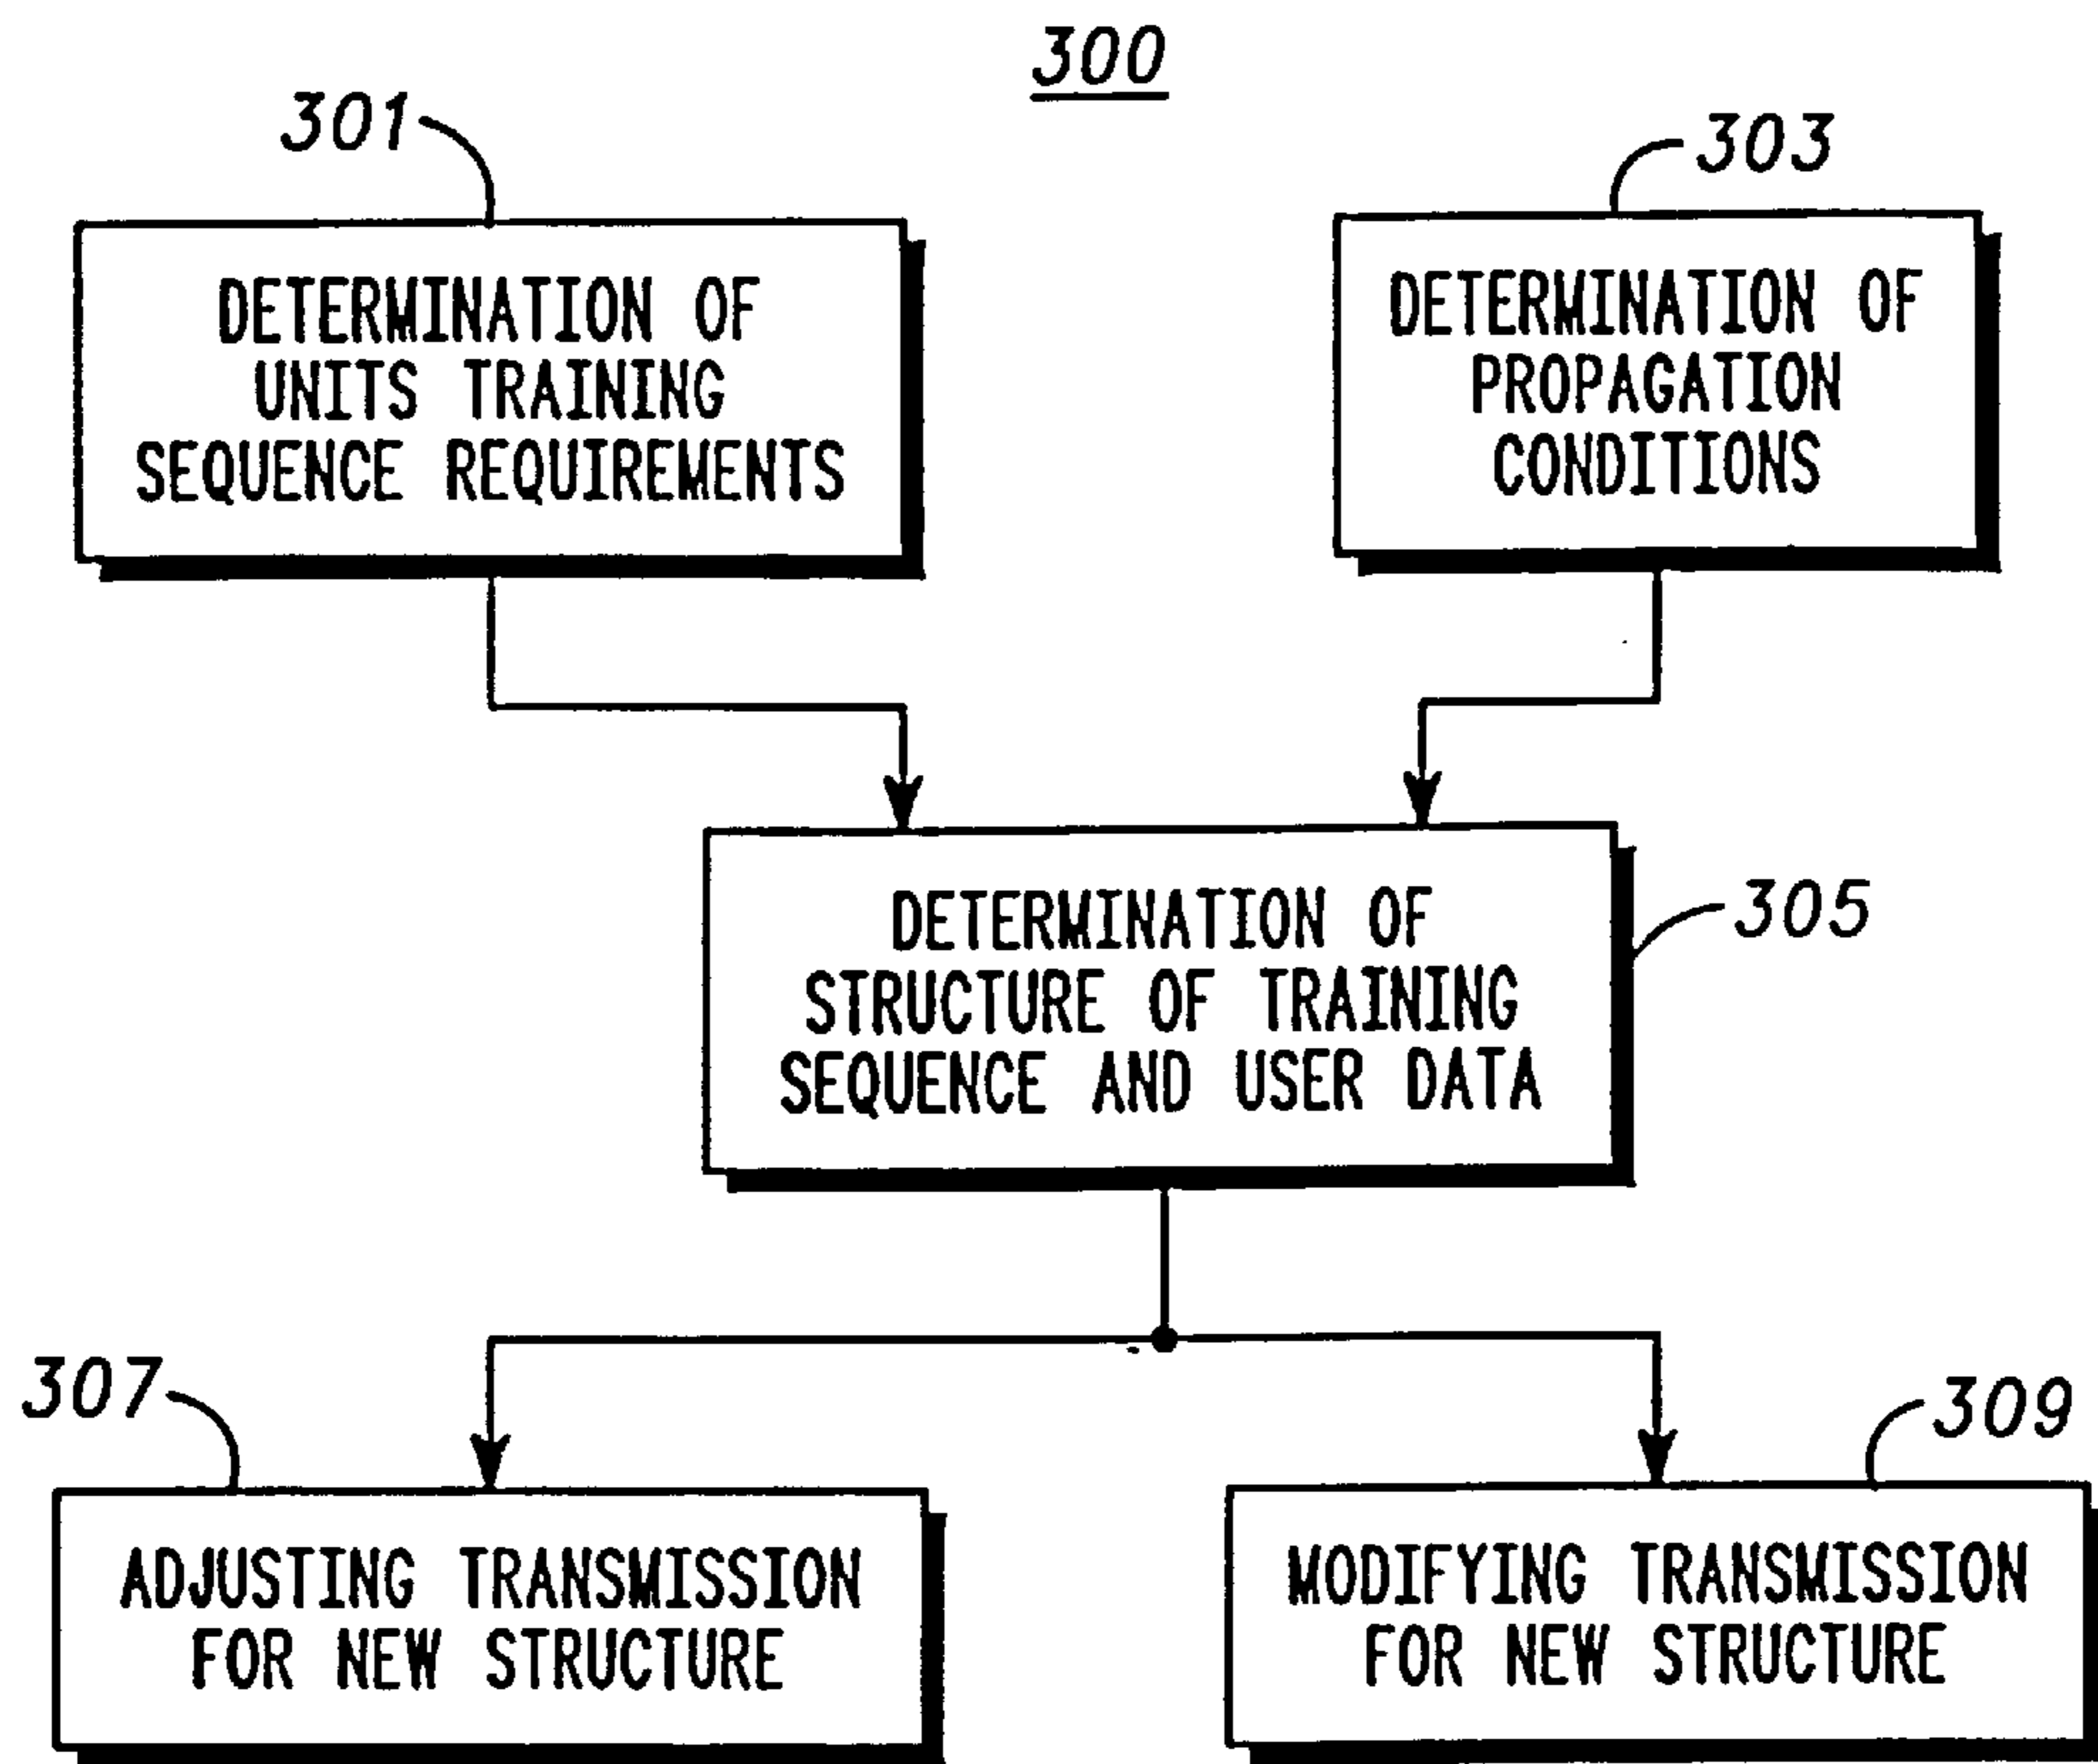 300
301
303
DETERMINATION OF
UNITS TRAINING
SEQUENCE REQUIREMENTS
DETERMINATION OF
PROPAGATION
CONDITIONS
305
DETERMINATION OF
STRUCTURE OF TRAINING
SEQUENCE AND USER DATA
307
309
ADJUSTING TRANSMISSION
FOR NEW STRUCTURE
MODIFYING TRANSMISSION
FOR NEW STRUCTURE